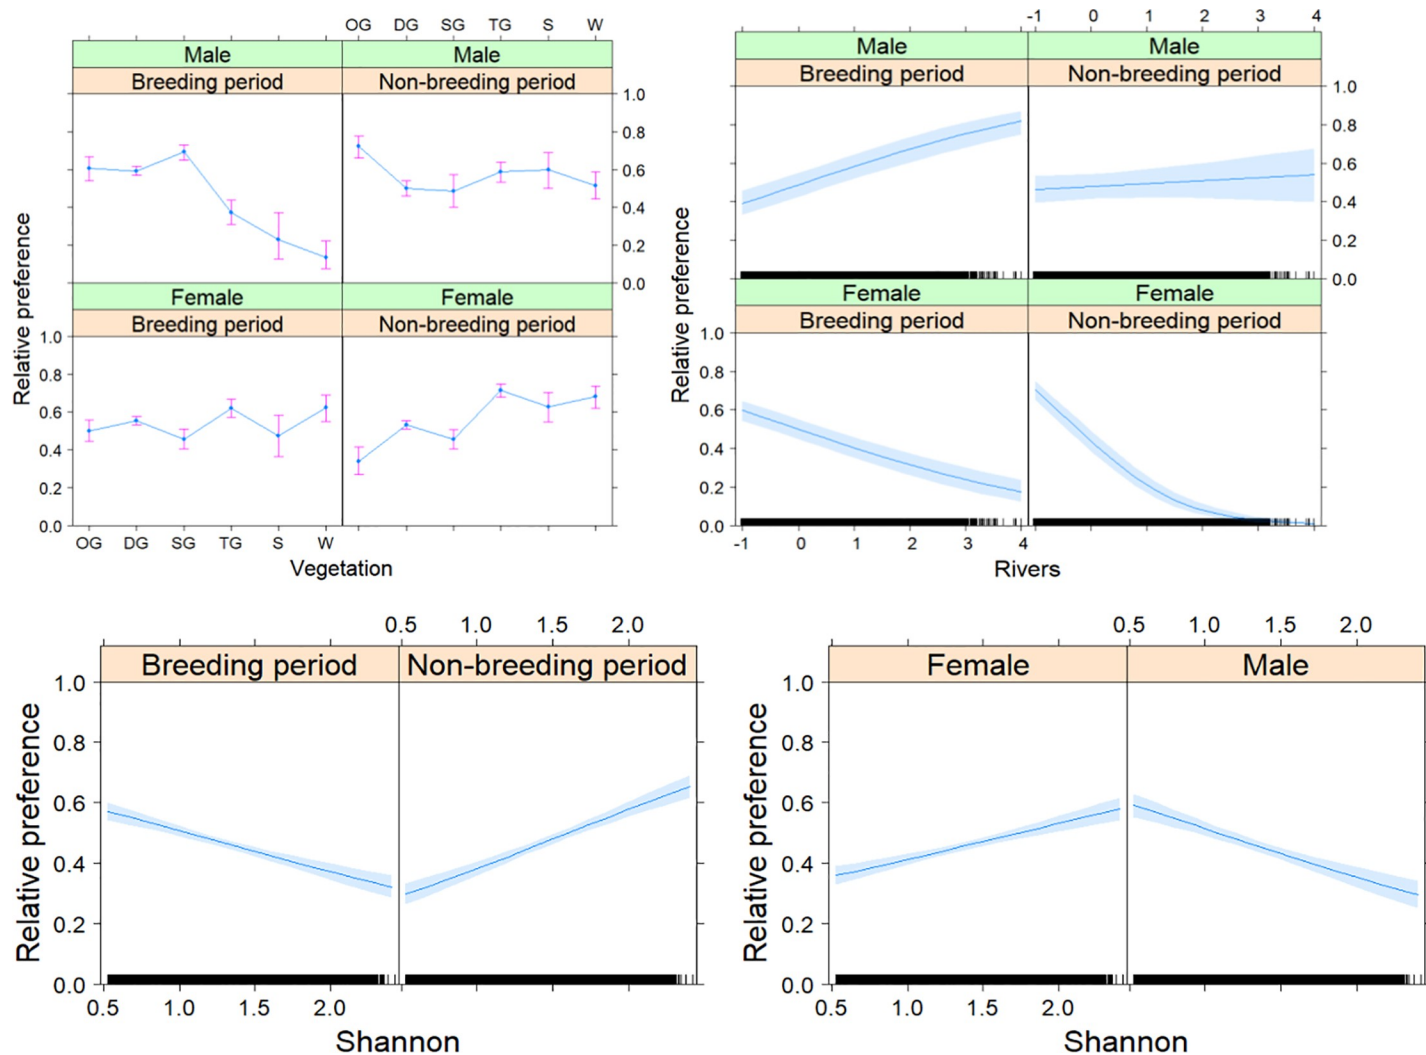 OG DG SG TG S W
Male Male
Breeding period Non-breeding period
1.0
0.8
0.6
0.4
0.2
0.0
Female Female
Breeding period Non-breeding period
1.0
0.8
0.6
0.4
0.2
0.0
OG DG SG TG S W
Vegetation
Relative preference
-1 0 1 2 3 4
Male Male
Breeding period Non-breeding period
1.0
0.8
0.6
0.4
0.2
0.0
Female Female
Breeding period Non-breeding period
1.0
0.8
0.6
0.4
0.2
0.0
-1 0 1 2 3 4
Rivers
Relative preference
0.5 1.0 1.5 2.0
Breeding period Non-breeding period
1.0
0.8
0.6
0.4
0.2
0.0
0.5 1.0 1.5 2.0
Shannon
Relative preference
0.5 1.0 1.5 2.0
Female Male
1.0
0.8
0.6
0.4
0.2
0.0
0.5 1.0 1.5 2.0
Shannon
Relative preference